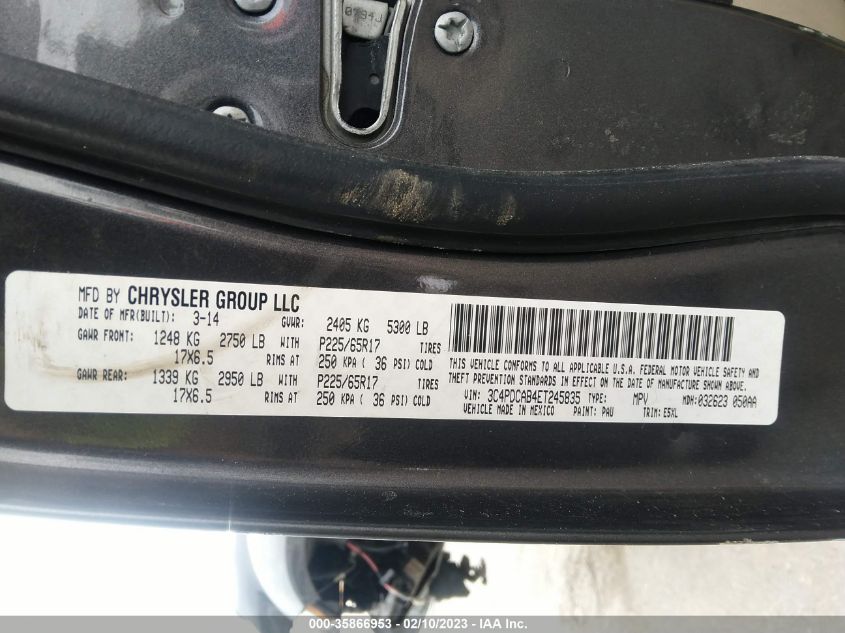 0794J
MFD BY CHRYSLER GROUP LLC
DATE OF MFR(BUILT): 3-14 GVWR: 2405 KG 5300 LB
GAWR FRONT: 1248 KG 2750 LB WITH P225/65R17 TIRES
17X6.5 RIMS AT 250 KPA ( 36 PSI) COLD
GAWR REAR: 1339 KG 2950 LB WITH P225/65R17 TIRES
17X6.5 RIMS AT 250 KPA ( 36 PSI) COLD
THIS VEHICLE CONFORMS TO ALL APPLICABLE U.S.A. FEDERAL MOTOR VEHICLE SAFETY AND
THEFT PREVENTION STANDARDS IN EFFECT ON THE DATE OF MANUFACTURE SHOWN ABOVE.
VIN: 3C4PDCAB4ET245835 TYPE: MPV MDH:032623 050AA
VEHICLE MADE IN MEXICO PAINT: PAU TRIM: E5XL
000-35866953 - 02/10/2023 - IAA Inc.